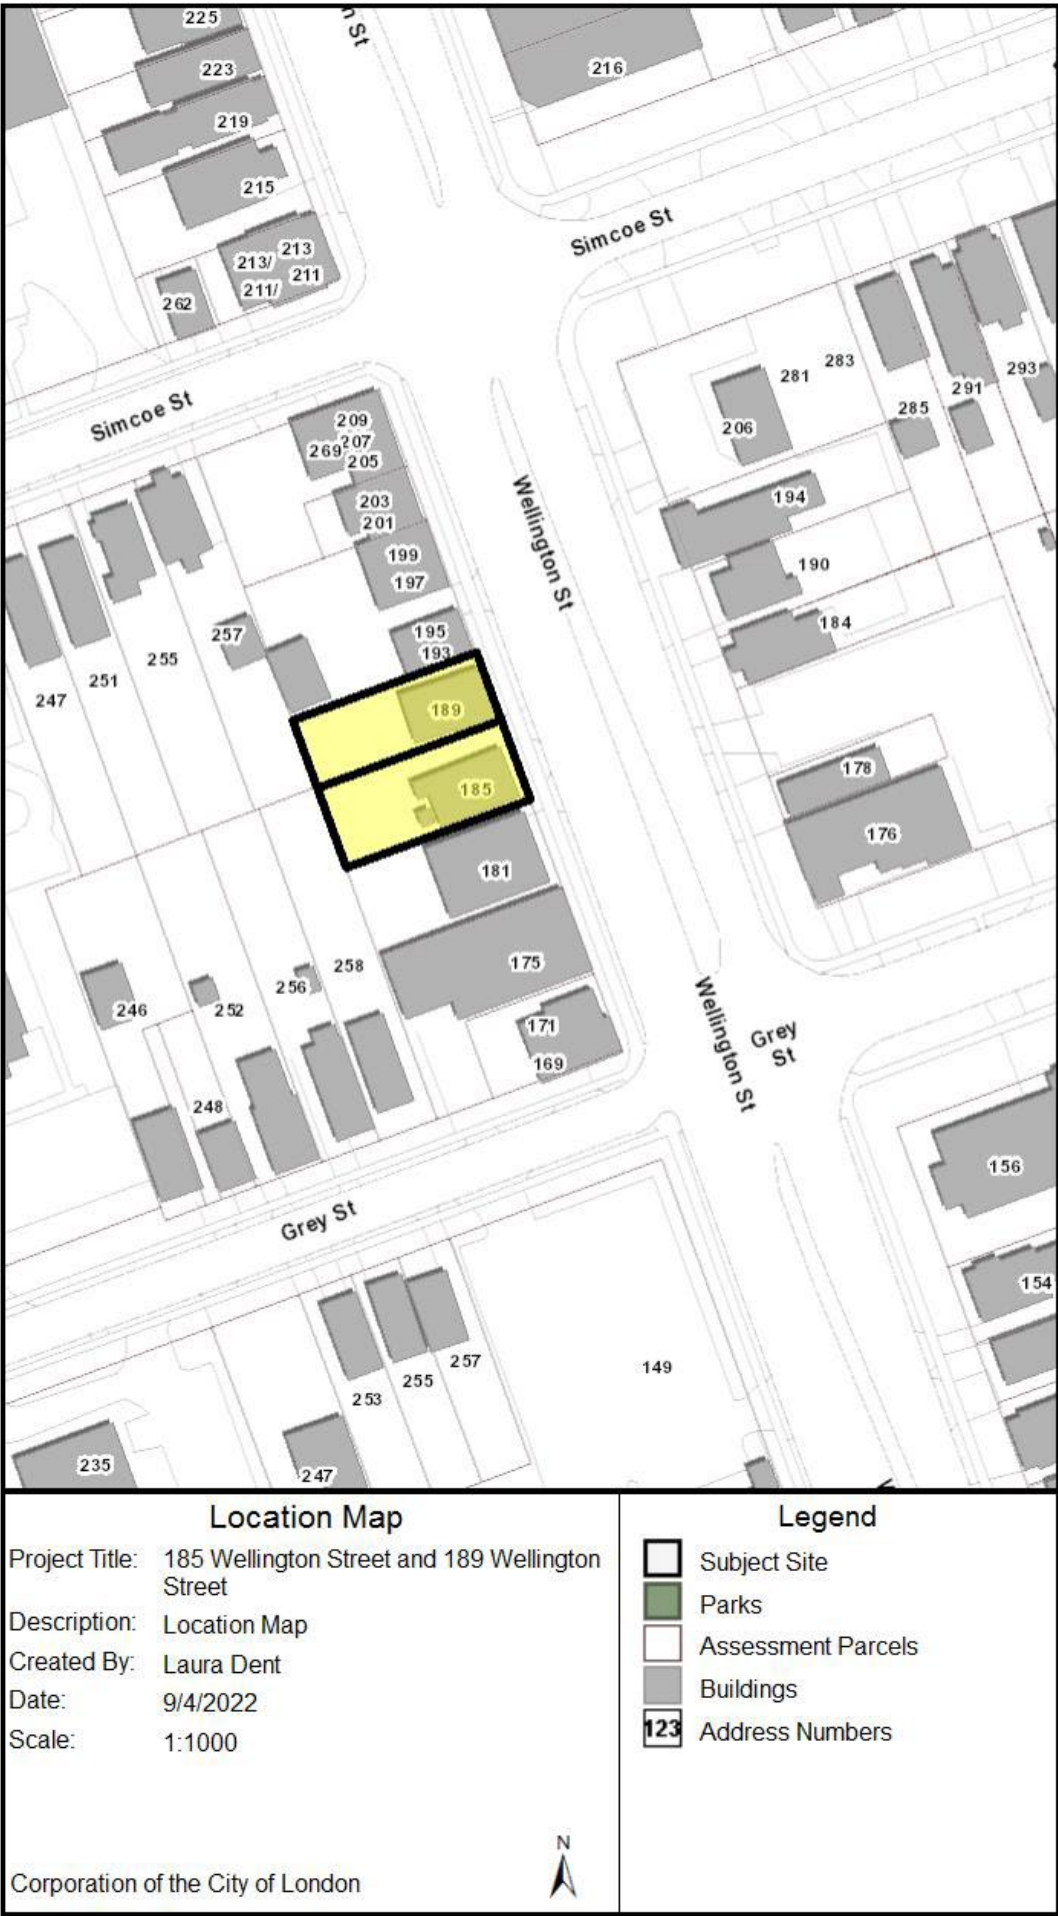 225
n St
223
216
219
215
Simcoe St
213
213/
211
211/
262
283
281
293
291
285
Simcoe St
209
207
269
205
206
203
201
194
Wellington St
199
197
190
195
184
257
193
255
251
247
189
178
185
176
181
175
258
256
246
252
171
Wellington St
Grey
St
169
248
156
Grey St
154
257
149
255
253
235
247
Location Map
Project Title: 185 Wellington Street and 189 Wellington
Street
Description: Location Map
Created By: Laura Dent
Date: 9/4/2022
Scale: 1:1000
N
Corporation of the City of London
Legend
Subject Site
Parks
Assessment Parcels
Buildings
123 Address Numbers